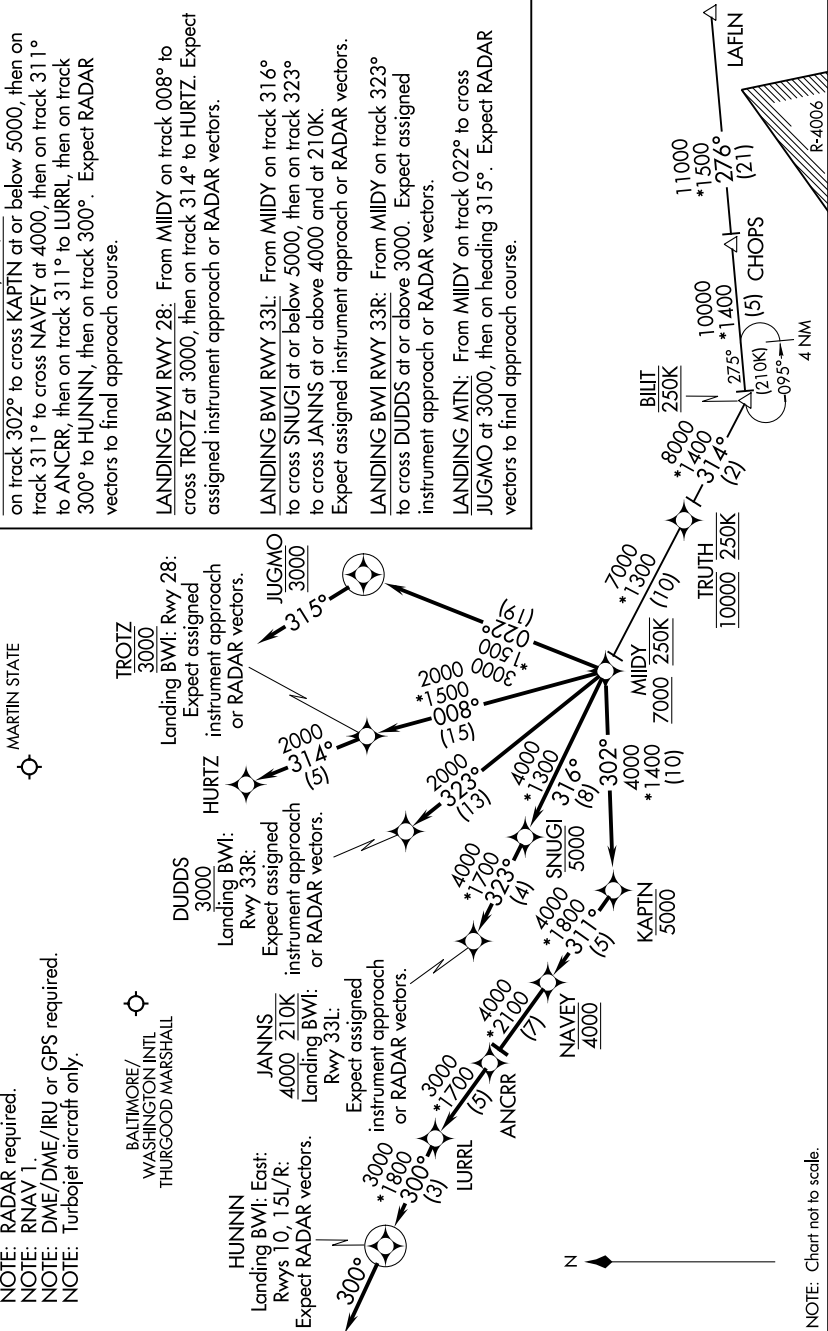 on track 302° to cross KAPTN at or below 5000, then on
track 311° to cross NAVEY at 4000, then on track 311°
to ANCRR, then on track 311° to LURRL, then on track
300° to HUNNN, then on track 300°. Expect RADAR
vectors to final approach course.
LANDING BWI RWY 28: From MIIDY on track 008° to
cross TROTZ at 3000, then on track 314° to HURTZ. Expect
assigned instrument approach or RADAR vectors.
LANDING BWI RWY 33L: From MIIDY on track 316°
to cross SNUGI at or below 5000, then on track 323°
to cross JANNS at or above 4000 and at 210K.
Expect assigned instrument approach or RADAR vectors.
LANDING BWI RWY 33R: From MIIDY on track 323°
to cross DUDDS at or above 3000. Expect assigned
instrument approach or RADAR vectors.
LANDING MTN: From MIIDY on track 022° to cross
JUGMO at 3000, then on heading 315°. Expect RADAR
vectors to final approach course.
NOTE: RADAR required.
NOTE: RNAV 1.
NOTE: DME/DME/IRU or GPS required.
NOTE: Turbojet aircraft only.
MARTIN STATE
BALTIMORE/
WASHINGTON INTL
THURGOOD MARSHALL
TROTZ
3000
Landing BWI: Rwy 28:
Expect assigned
instrument approach
or RADAR vectors.
JUGMO
3000
315°
HURTZ
2000
314°
(5)
2000
*1500
008°
(15)
3000
*1500
022°
(19)
DUDDS
3000
Landing BWI:
Rwy 33R:
Expect assigned
instrument approach
or RADAR vectors.
2000
323°
(13)
JANNS
4000 210K
Landing BWI:
Rwy 33L:
Expect assigned
instrument approach
or RADAR vectors.
4000
*1700
323°
(4)
SNUGI
5000
4000
*1300
316°
(8)
302°
4000
*1400
(10)
KAPTN
5000
4000
*1800
311°
(5)
NAVEY
4000
4000
*2100
(7)
ANCRR
3000
*1700
(5)
LURRL
3000
*1800
300°
(3)
HUNNN
Landing BWI: East:
Rwys 10, 15L/R:
Expect RADAR vectors.
300°
MIIDY
7000 250K
7000
*1300
(10)
TRUTH
10000 250K
8000
*1400
314°
(2)
BILIT
250K
275°
(210K)
095°
4 NM
10000
*1400
(5)
CHOPS
11000
*1500
276°
(21)
LAFLN
R-4006
N
NOTE: Chart not to scale.